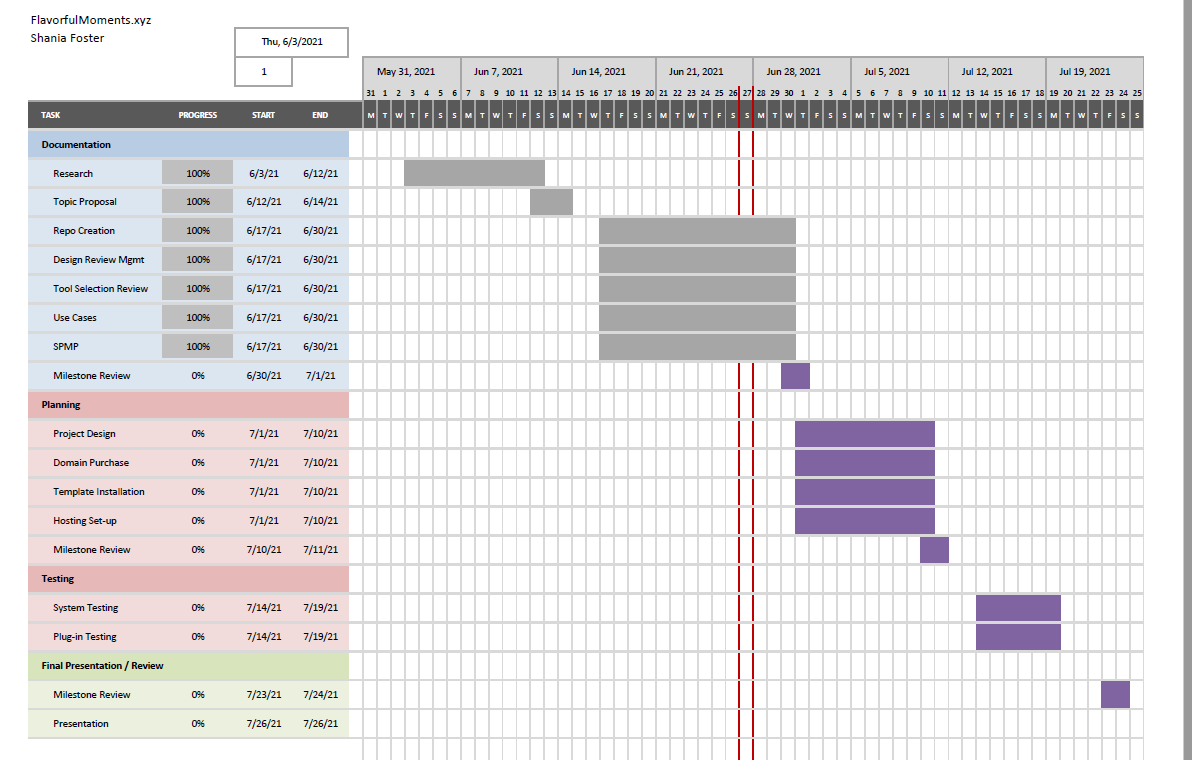 FlavorfulMoments.xyz
Shania Foster
Thu, 6/3/2021
1
May 31, 2021 Jun 7, 2021 Jun 14, 2021 Jun 21, 2021 Jun 28, 2021 Jul 5, 2021 Jul 12, 2021 Jul 19, 2021
31 1 2 3 4 5 6 7 8 9 10 11 12 13 14 15 16 17 18 19 20 21 22 23 24 25 26 27 28 29 30 1 2 3 4 5 6 7 8 9 10 11 12 13 14 15 16 17 18 19 20 21 22 23 24 25
TASK PROGRESS START END M T W T F S S M T W T F S S M T W T F S S M T W T F S S M T W T F S S M T W T F S S M T W T F S S M T W T F S S
Documentation
Research 100% 6/3/21 6/12/21
Topic Proposal 100% 6/12/21 6/14/21
Repo Creation 100% 6/17/21 6/30/21
Design Review Mgmt 100% 6/17/21 6/30/21
Tool Selection Review 100% 6/17/21 6/30/21
Use Cases 100% 6/17/21 6/30/21
SPMP 100% 6/17/21 6/30/21
Milestone Review 0% 6/30/21 7/1/21
Planning
Project Design 0% 7/1/21 7/10/21
Domain Purchase 0% 7/1/21 7/10/21
Template Installation 0% 7/1/21 7/10/21
Hosting Set-up 0% 7/1/21 7/10/21
Milestone Review 0% 7/10/21 7/11/21
Testing
System Testing 0% 7/14/21 7/19/21
Plug-in Testing 0% 7/14/21 7/19/21
Final Presentation / Review
Milestone Review 0% 7/23/21 7/24/21
Presentation 0% 7/26/21 7/26/21